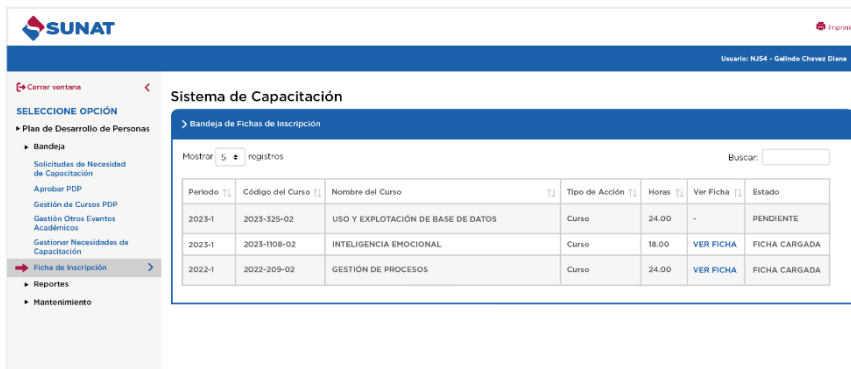 SUNAT
Imprimi
Usuario: NJ54 - Galindo Chavez Diana
Cerrar ventana
SELECCIONE OPCIÓN
Plan de Desarrollo de Personas
Bandeja
Solicitudes de Necesidad
de Capacitación
Aprobar PDP
Gestión de Cursos PDP
Gestión Otros Eventos
Académicos
Gestionar Necesidades de
Capacitación
Ficha de Inscripción
Reportes
Mantenimiento
Sistema de Capacitación
Bandeja de Fichas de Inscripción
Mostrar 5 registros Buscar:
Periodo Código del Curso Nombre del Curso Tipo de Acción Horas Ver Ficha Estado
2023-1 2023-325-02 USO Y EXPLOTACIÓN DE BASE DE DATOS Curso 24.00 - PENDIENTE
2023-1 2023-1108-02 INTELIGENCIA EMOCIONAL Curso 18.00 VER FICHA FICHA CARGADA
2022-1 2022-209-02 GESTIÓN DE PROCESOS Curso 24.00 VER FICHA FICHA CARGADA